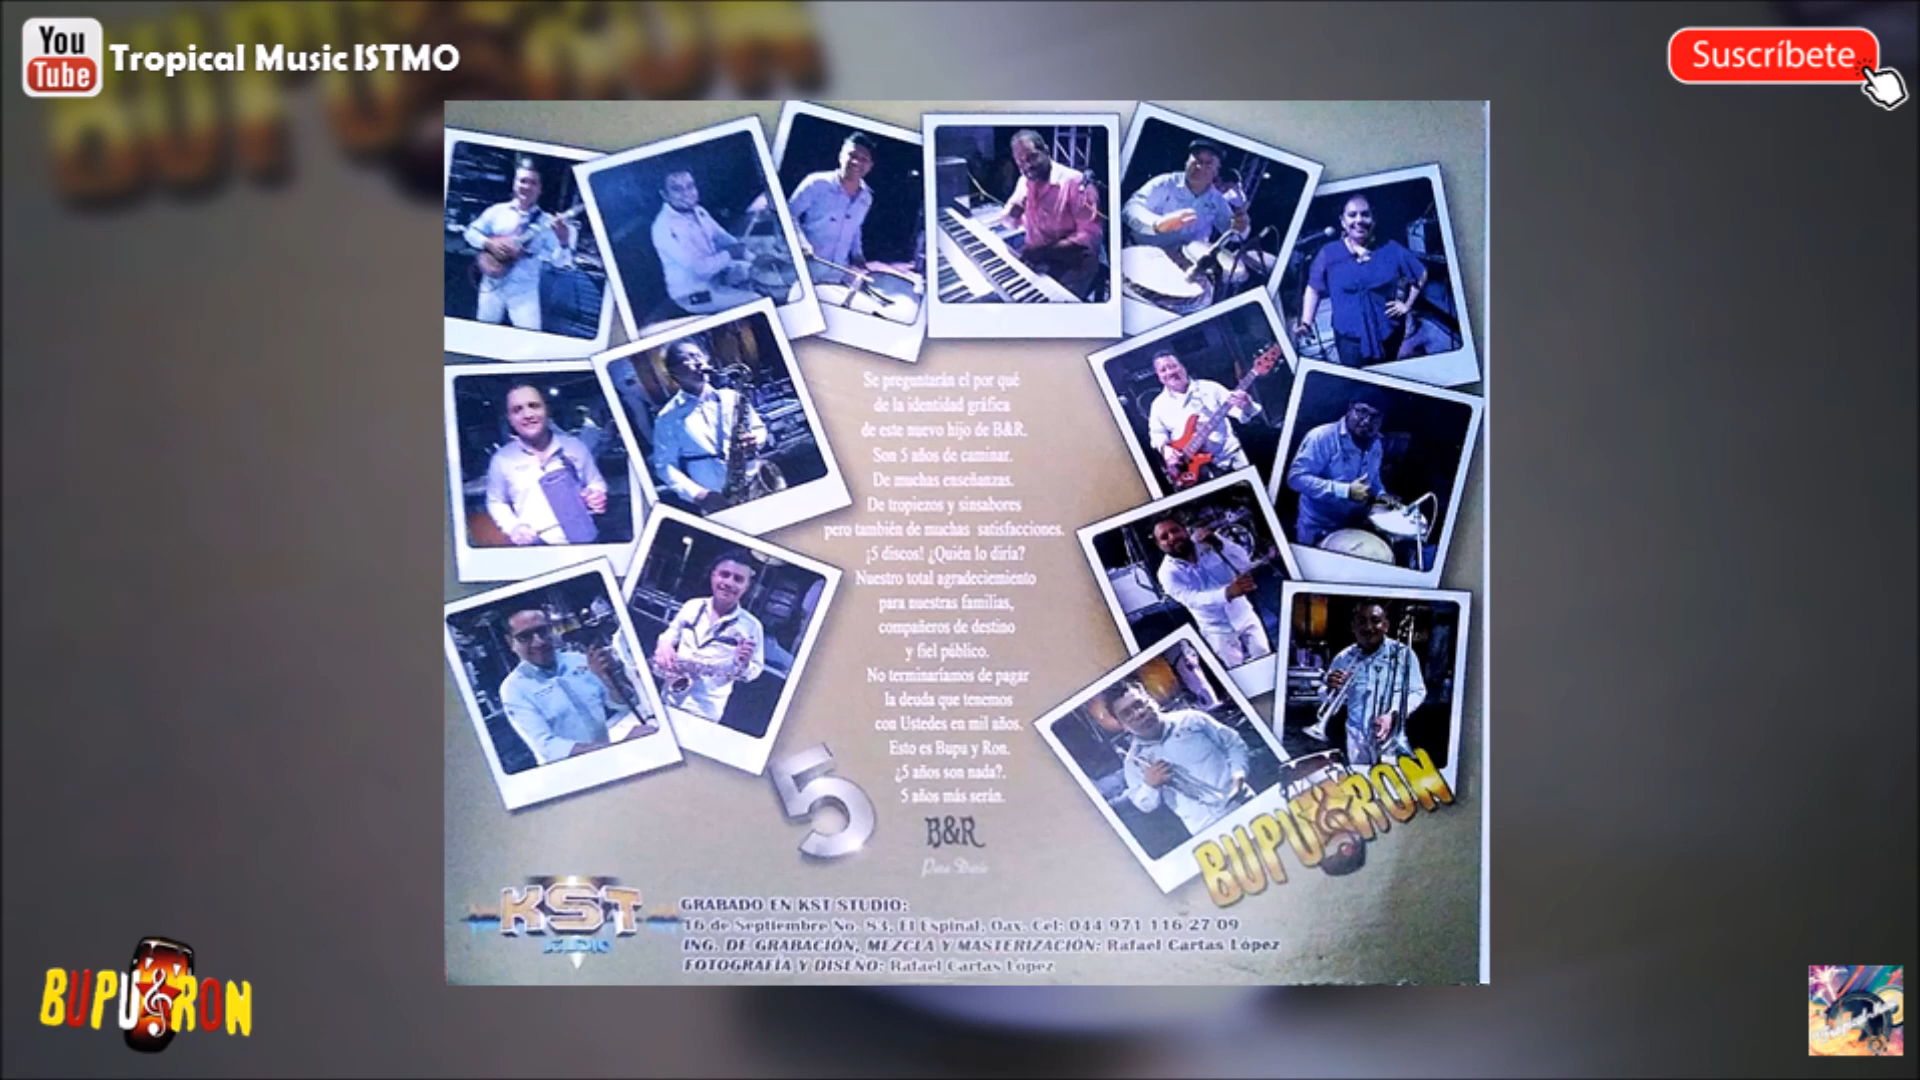 You
Tube
Tropical Music ISTMO
Suscríbete
Se preguntarán el por qué
de la identidad gráfica
de este nuevo hijo de B&R.
Son 5 años de caminar.
De muchas enseñanzas.
De tropiezos y sinsabores
pero también de muchas satisfacciones.
¡5 discos! ¿Quién lo diría?
Nuestro total agradeciemiento
para nuestras familias,
compañeros de destino
y fiel público.
No terminaríamos de pagar
la deuda que tenemos
con Ustedes en mil años.
Esto es Bupu y Ron.
¿5 años son nada?.
5 años más serán.
B&R
5
BUPU RON
KST
STUDIO
GRABADO EN KST STUDIO:
16 de Septiembre No. 83, El Espinal, Oax. Cel: 044 971 116 27 09
ING. DE GRABACIÓN, MEZCLA Y MASTERIZACIÓN: Rafael Cartas López
FOTOGRAFÍA Y DISEÑO: Rafael Cartas López
BUPU RON